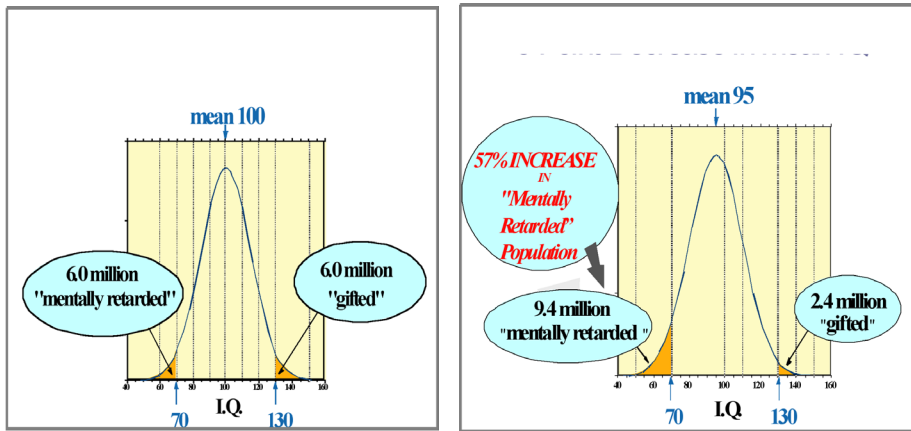 mean 100
6.0 million
"mentally retarded"
6.0 million
"gifted"
40 60 80 100 120 140 160
I.Q.
70
130
mean 95
57% INCREASE
IN
"Mentally
Retarded”
Population
9.4 million
"mentally retarded "
2.4 million
"gifted"
40 60 80 100 120 140 160
I.Q.
70
130